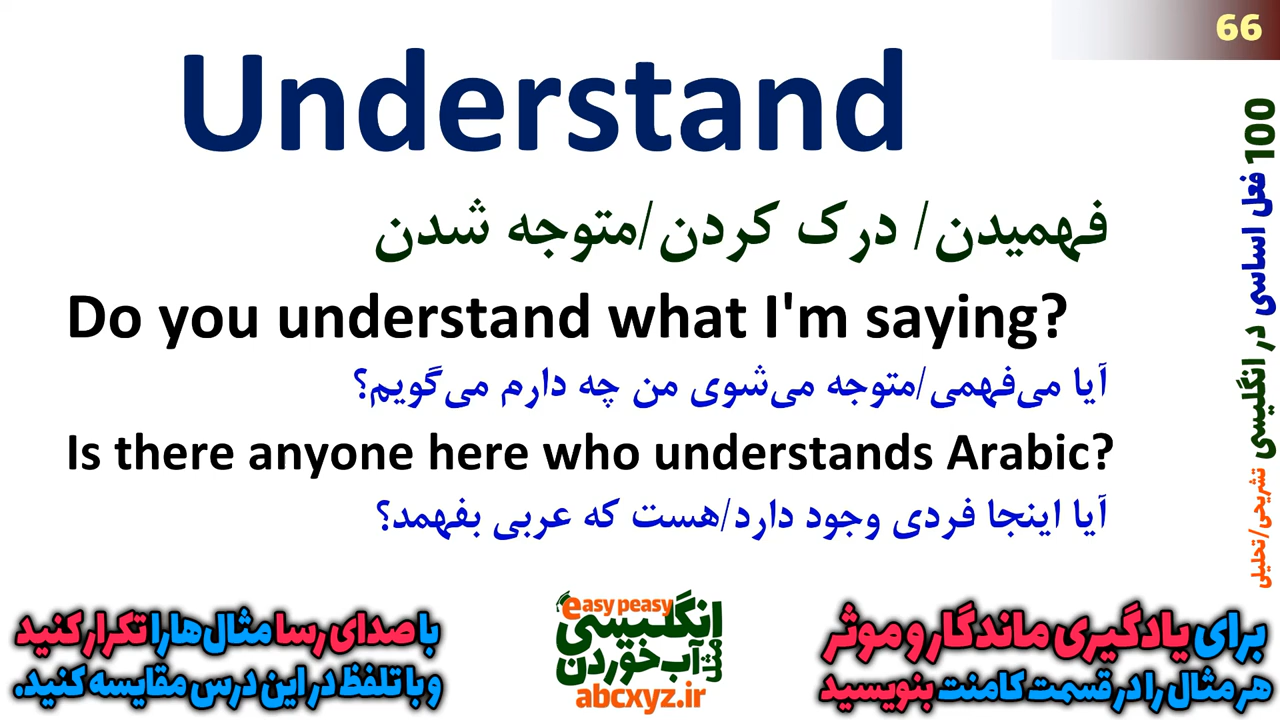 66
Understand
فهمیدن/ درک کردن/متوجه شدن
Do you understand what I'm saying?
آیا می‌فهمی/متوجه می‌شوی من چه دارم می‌گویم؟
Is there anyone here who understands Arabic?
آیا اینجا فردی وجود دارد/هست که عربی بفهمد؟
100 فعل اساسی در انگلیسی تشریحی/تحلیلی
برای یادگیری ماندگار و موثر
هر مثال را در قسمت کامنت بنویسید
easy peasy
انگلیسی
مثل
آب خوردن
abcxyz.ir
با صدای رسا مثال‌ها را تکرار کنید
و با تلفظ در این درس مقایسه کنید.